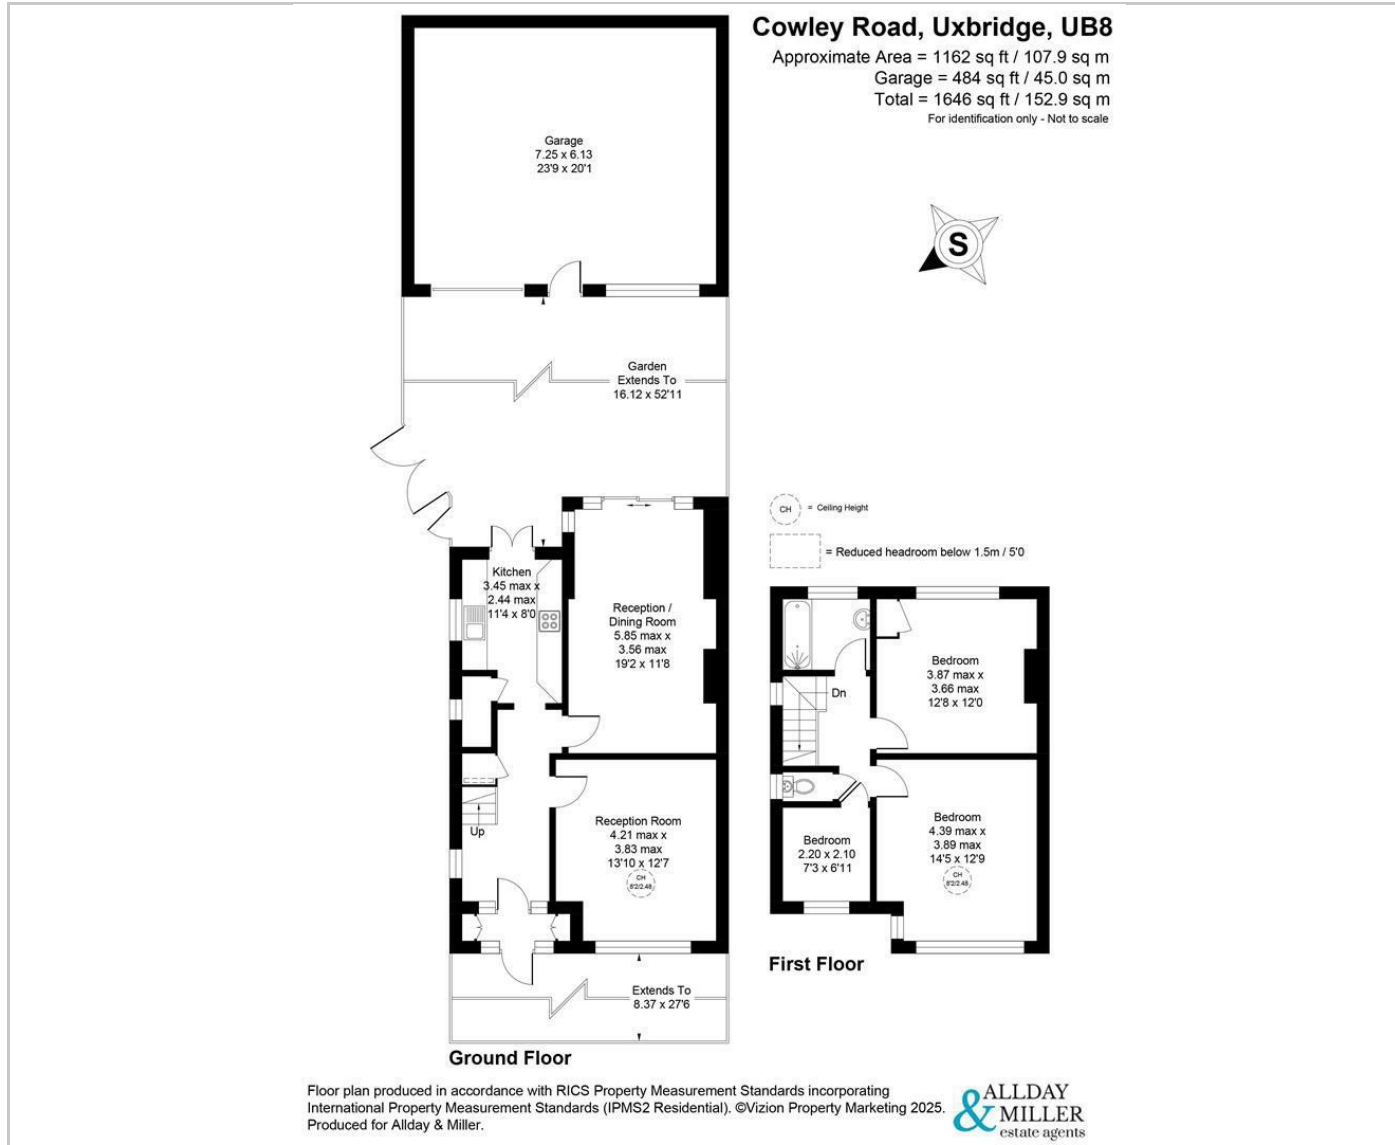 Cowley Road, Uxbridge, UB8
Approximate Area = 1162 sq ft / 107.9 sq m
Garage = 484 sq ft / 45.0 sq m
Total = 1646 sq ft / 152.9 sq m
For identification only - Not to scale
Garage
7.25 x 6.13
23'9 x 20'1
S
Garden
Extends To
16.12 x 52'11
CH = Ceiling Height
= Reduced headroom below 1.5m / 5'0
Kitchen
3.45 max x
2.44 max
11'4 x 8'0
Reception /
Dining Room
5.85 max x
3.56 max
19'2 x 11'8
Reception Room
4.21 max x
3.83 max
13'10 x 12'7
CH
8'2/2.48
Up
Extends To
8.37 x 27'6
Ground Floor
Bedroom
3.87 max x
3.66 max
12'8 x 12'0
Dn
Bedroom
4.39 max x
3.89 max
14'5 x 12'9
CH
8'2/2.48
Bedroom
2.20 x 2.10
7'3 x 6'11
First Floor
Floor plan produced in accordance with RICS Property Measurement Standards incorporating
International Property Measurement Standards (IPMS2 Residential). ©Vizion Property Marketing 2025.
Produced for Allday & Miller.
ALLDAY
& MILLER
estate agents